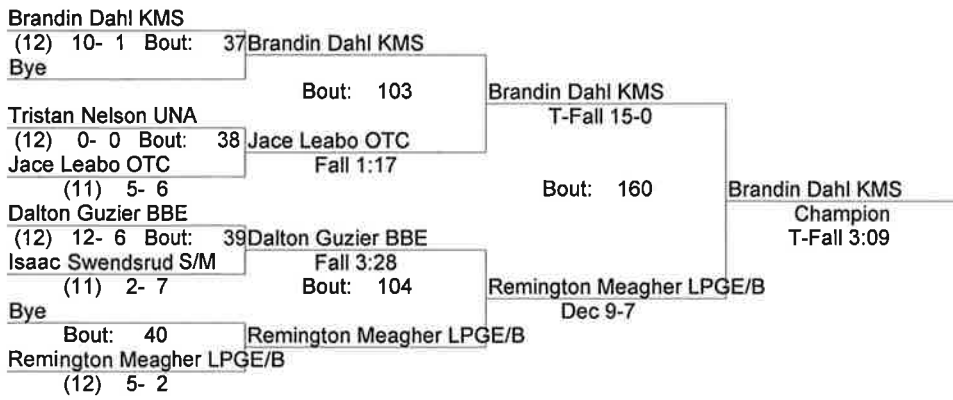 Brandin Dahl KMS
(12) 10- 1 Bout: 37 Brandin Dahl KMS
Bye
Bout: 103 Brandin Dahl KMS
Tristan Nelson UNA T-Fall 15-0
(12) 0- 0 Bout: 38 Jace Leabo OTC
Jace Leabo OTC Fall 1:17
(11) 5- 6 Bout: 160 Brandin Dahl KMS
Dalton Guzier BBE Champion
(12) 12- 6 Bout: 39 Dalton Guzier BBE T-Fall 3:09
Isaac Swendsrud S/M Fall 3:28
(11) 2- 7 Bout: 104 Remington Meagher LPGE/B
Bye Dec 9-7
Bout: 40 Remington Meagher LPGE/B
Remington Meagher LPGE/B
(12) 5- 2